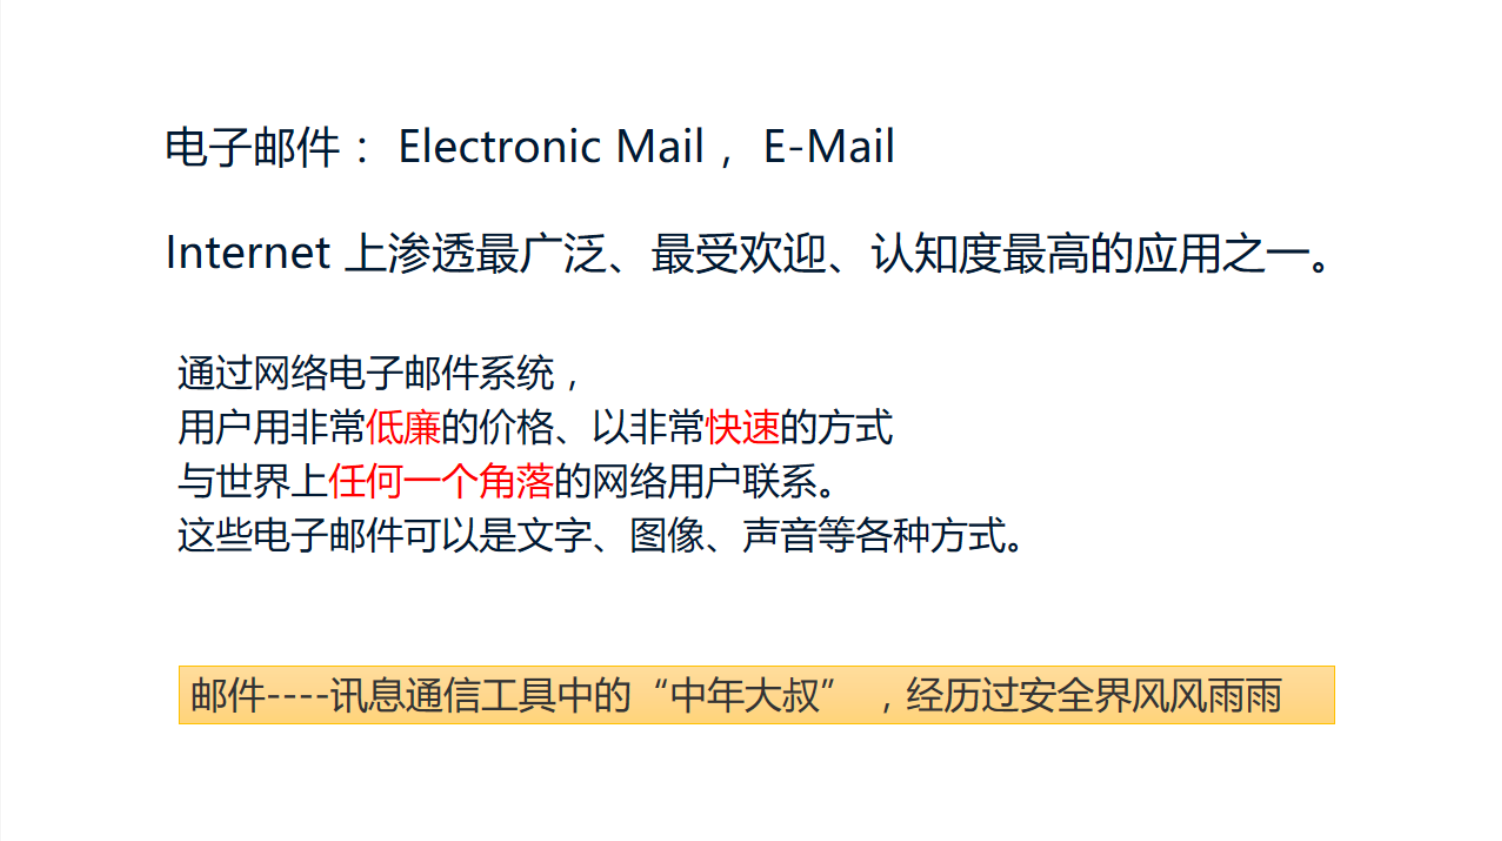 电子邮件： Electronic Mail， E-Mail
Internet 上渗透最广泛、最受欢迎、认知度最高的应用之一。
通过网络电子邮件系统，
用户用非常低廉的价格、以非常快速的方式
与世界上任何一个角落的网络用户联系。
这些电子邮件可以是文字、图像、声音等各种方式。
邮件----讯息通信工具中的“中年大叔” ，经历过安全界风风雨雨